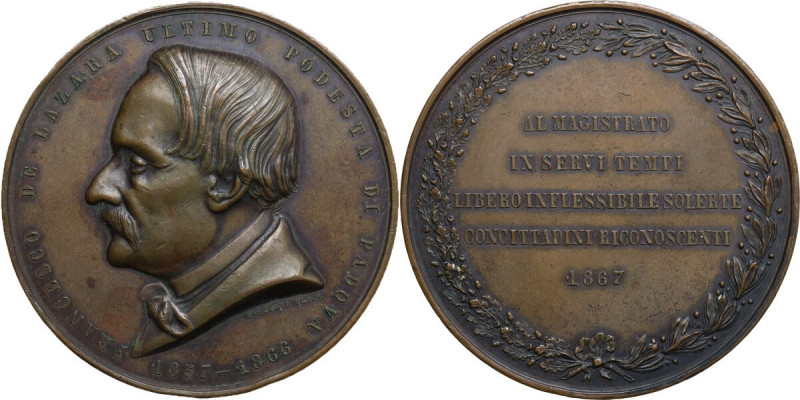 FRANCESCO DE LAZARA ULTIMO PODESTÀ DI PADOVA
1857–1866
AL MAGISTRATO
IN SERVI TEMPI
LIBERO INFLESSIBILE SOLERTE
CONCITTADINI RICONOSCENTI
1867